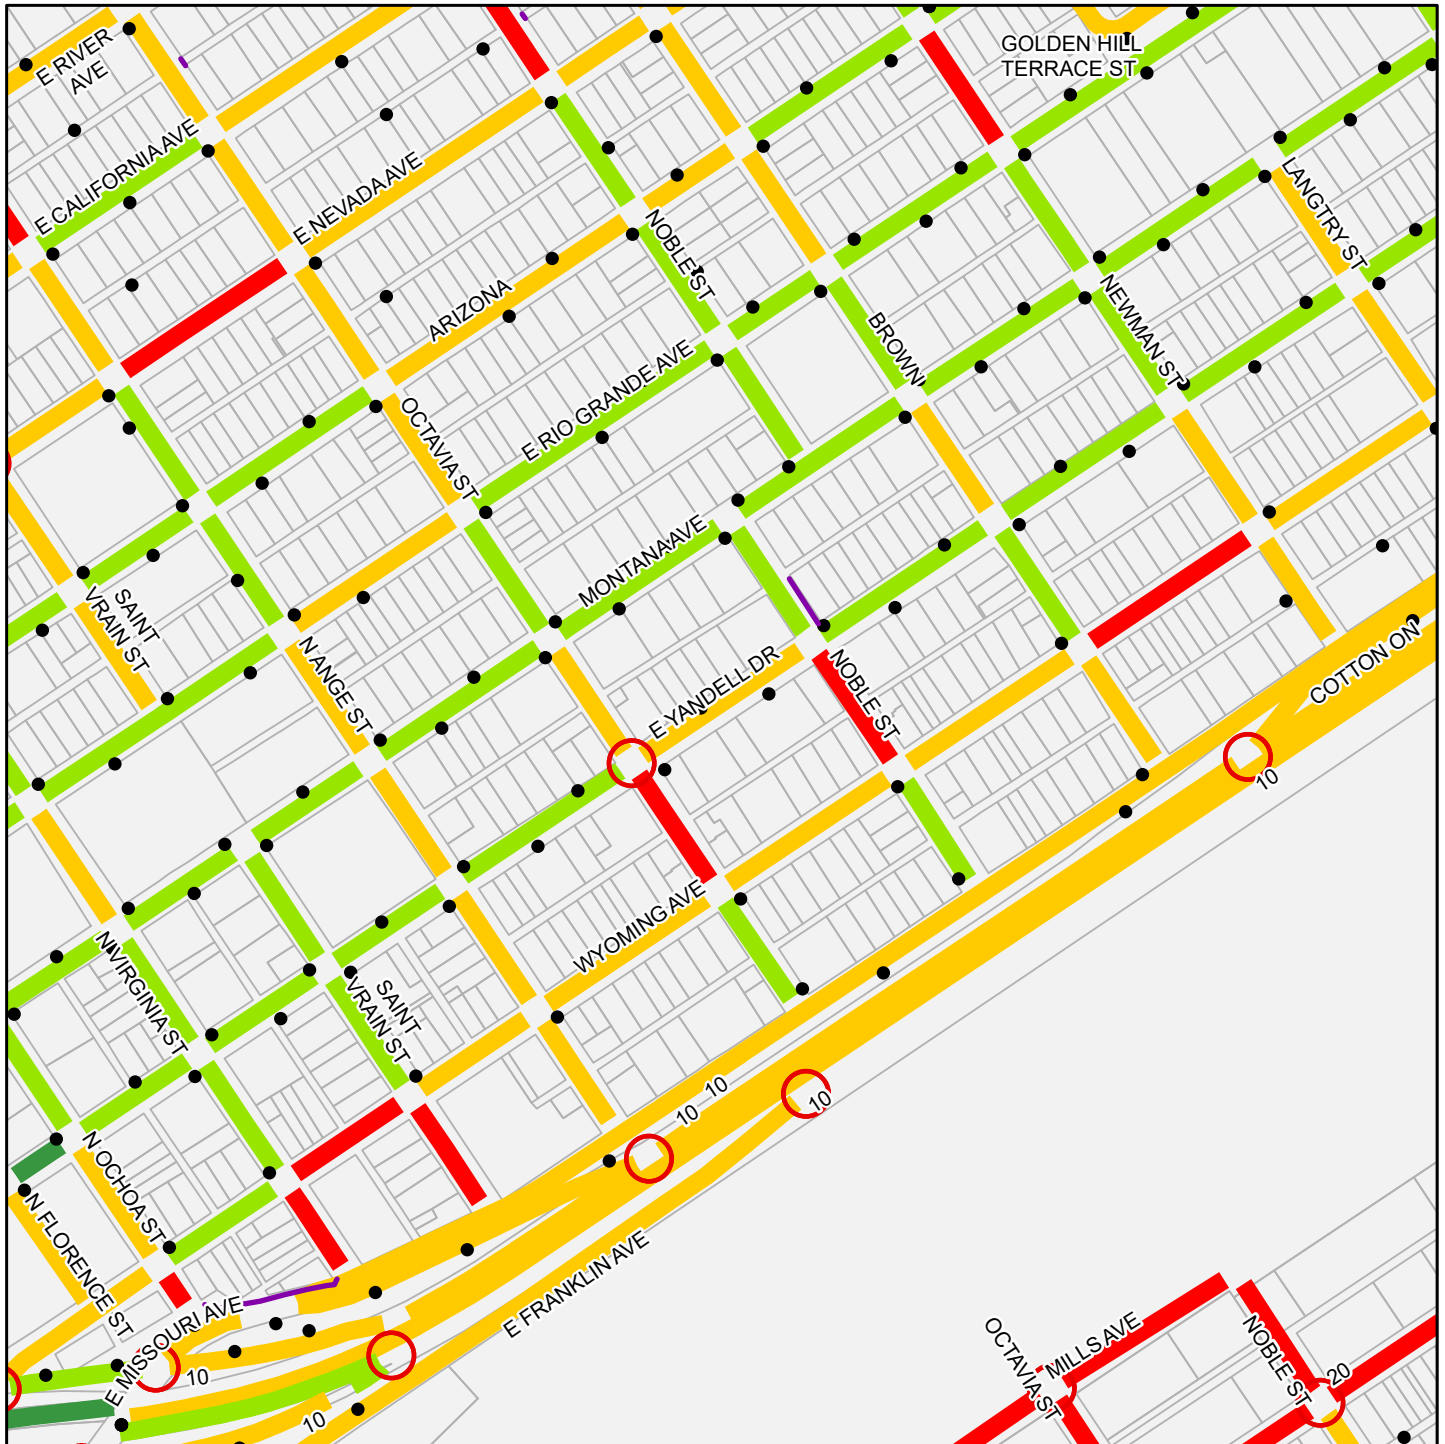 E RIVER
AVE
GOLDEN HILL
TERRACE ST
E CALIFORNIA AVE
E NEVADA AVE
LANGTRY ST
NOBLE ST
ARIZONA
NEWMAN ST
BROWN
E RIO GRANDE AVE
OCTAVIA ST
MONTANA AVE
SAINT
VRAIN ST
N ANGE ST
E YANDELL DR
NOBLE ST
COTTON ON
10
WYOMING AVE
N VIRGINIA ST
SAINT
VRAIN ST
10
10
10
N OCHOA ST
N FLORENCE ST
E FRANKLIN AVE
E MISSOURI AVE
10
10
OCTAVIA ST
MILLS AVE
NOBLE ST
20